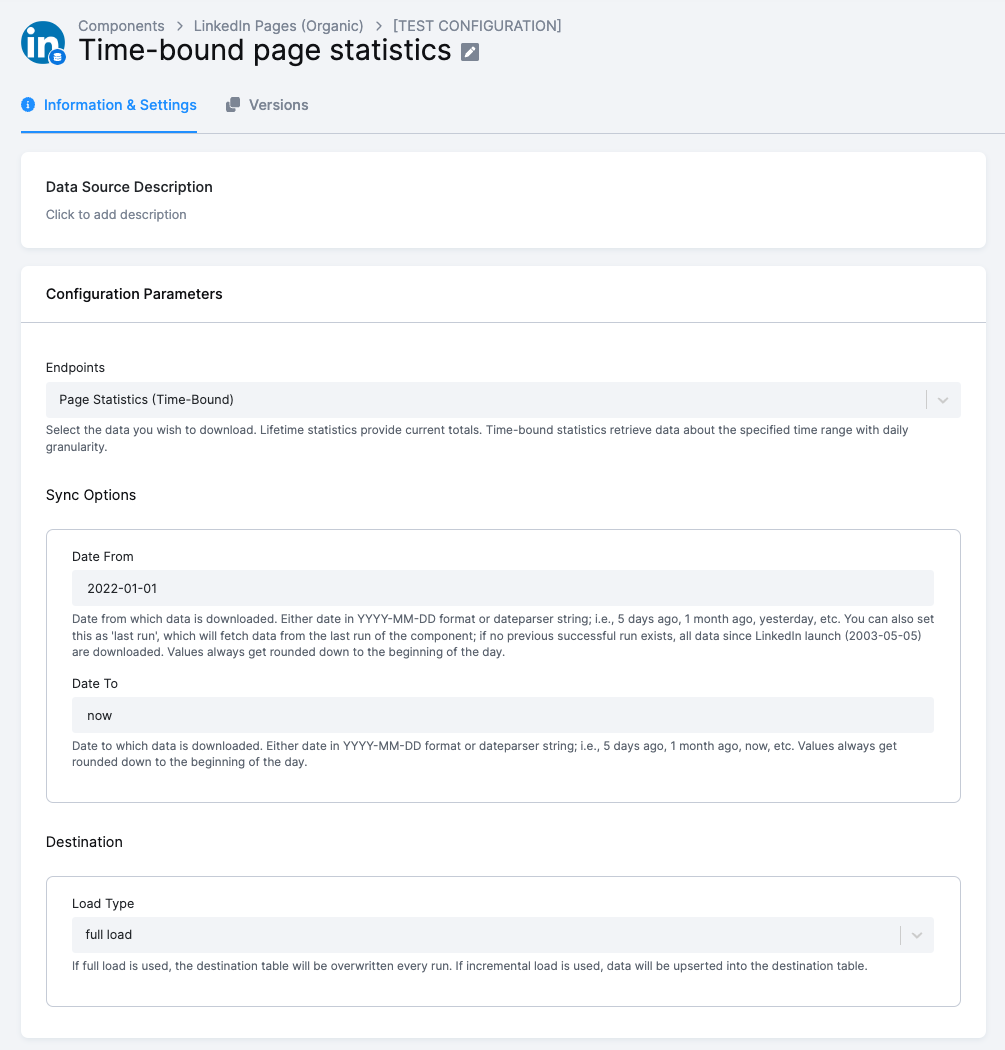 Components > LinkedIn Pages (Organic) > [TEST CONFIGURATION]
in
Time-bound page statistics
Information & Settings
Versions
Data Source Description
Click to add description
Configuration Parameters
Endpoints
Page Statistics (Time-Bound)
Select the data you wish to download. Lifetime statistics provide current totals. Time-bound statistics retrieve data about the specified time range with daily
granularity.
Sync Options
Date From
2022-01-01
Date from which data is downloaded. Either date in YYYY-MM-DD format or dateparser string; i.e., 5 days ago, 1 month ago, yesterday, etc. You can also set
this as 'last run', which will fetch data from the last run of the component; if no previous successful run exists, all data since LinkedIn launch (2003-05-05)
are downloaded. Values always get rounded down to the beginning of the day.
Date To
now
Date to which data is downloaded. Either date in YYYY-MM-DD format or dateparser string; i.e., 5 days ago, 1 month ago, now, etc. Values always get
rounded down to the beginning of the day.
Destination
Load Type
full load
If full load is used, the destination table will be overwritten every run. If incremental load is used, data will be upserted into the destination table.